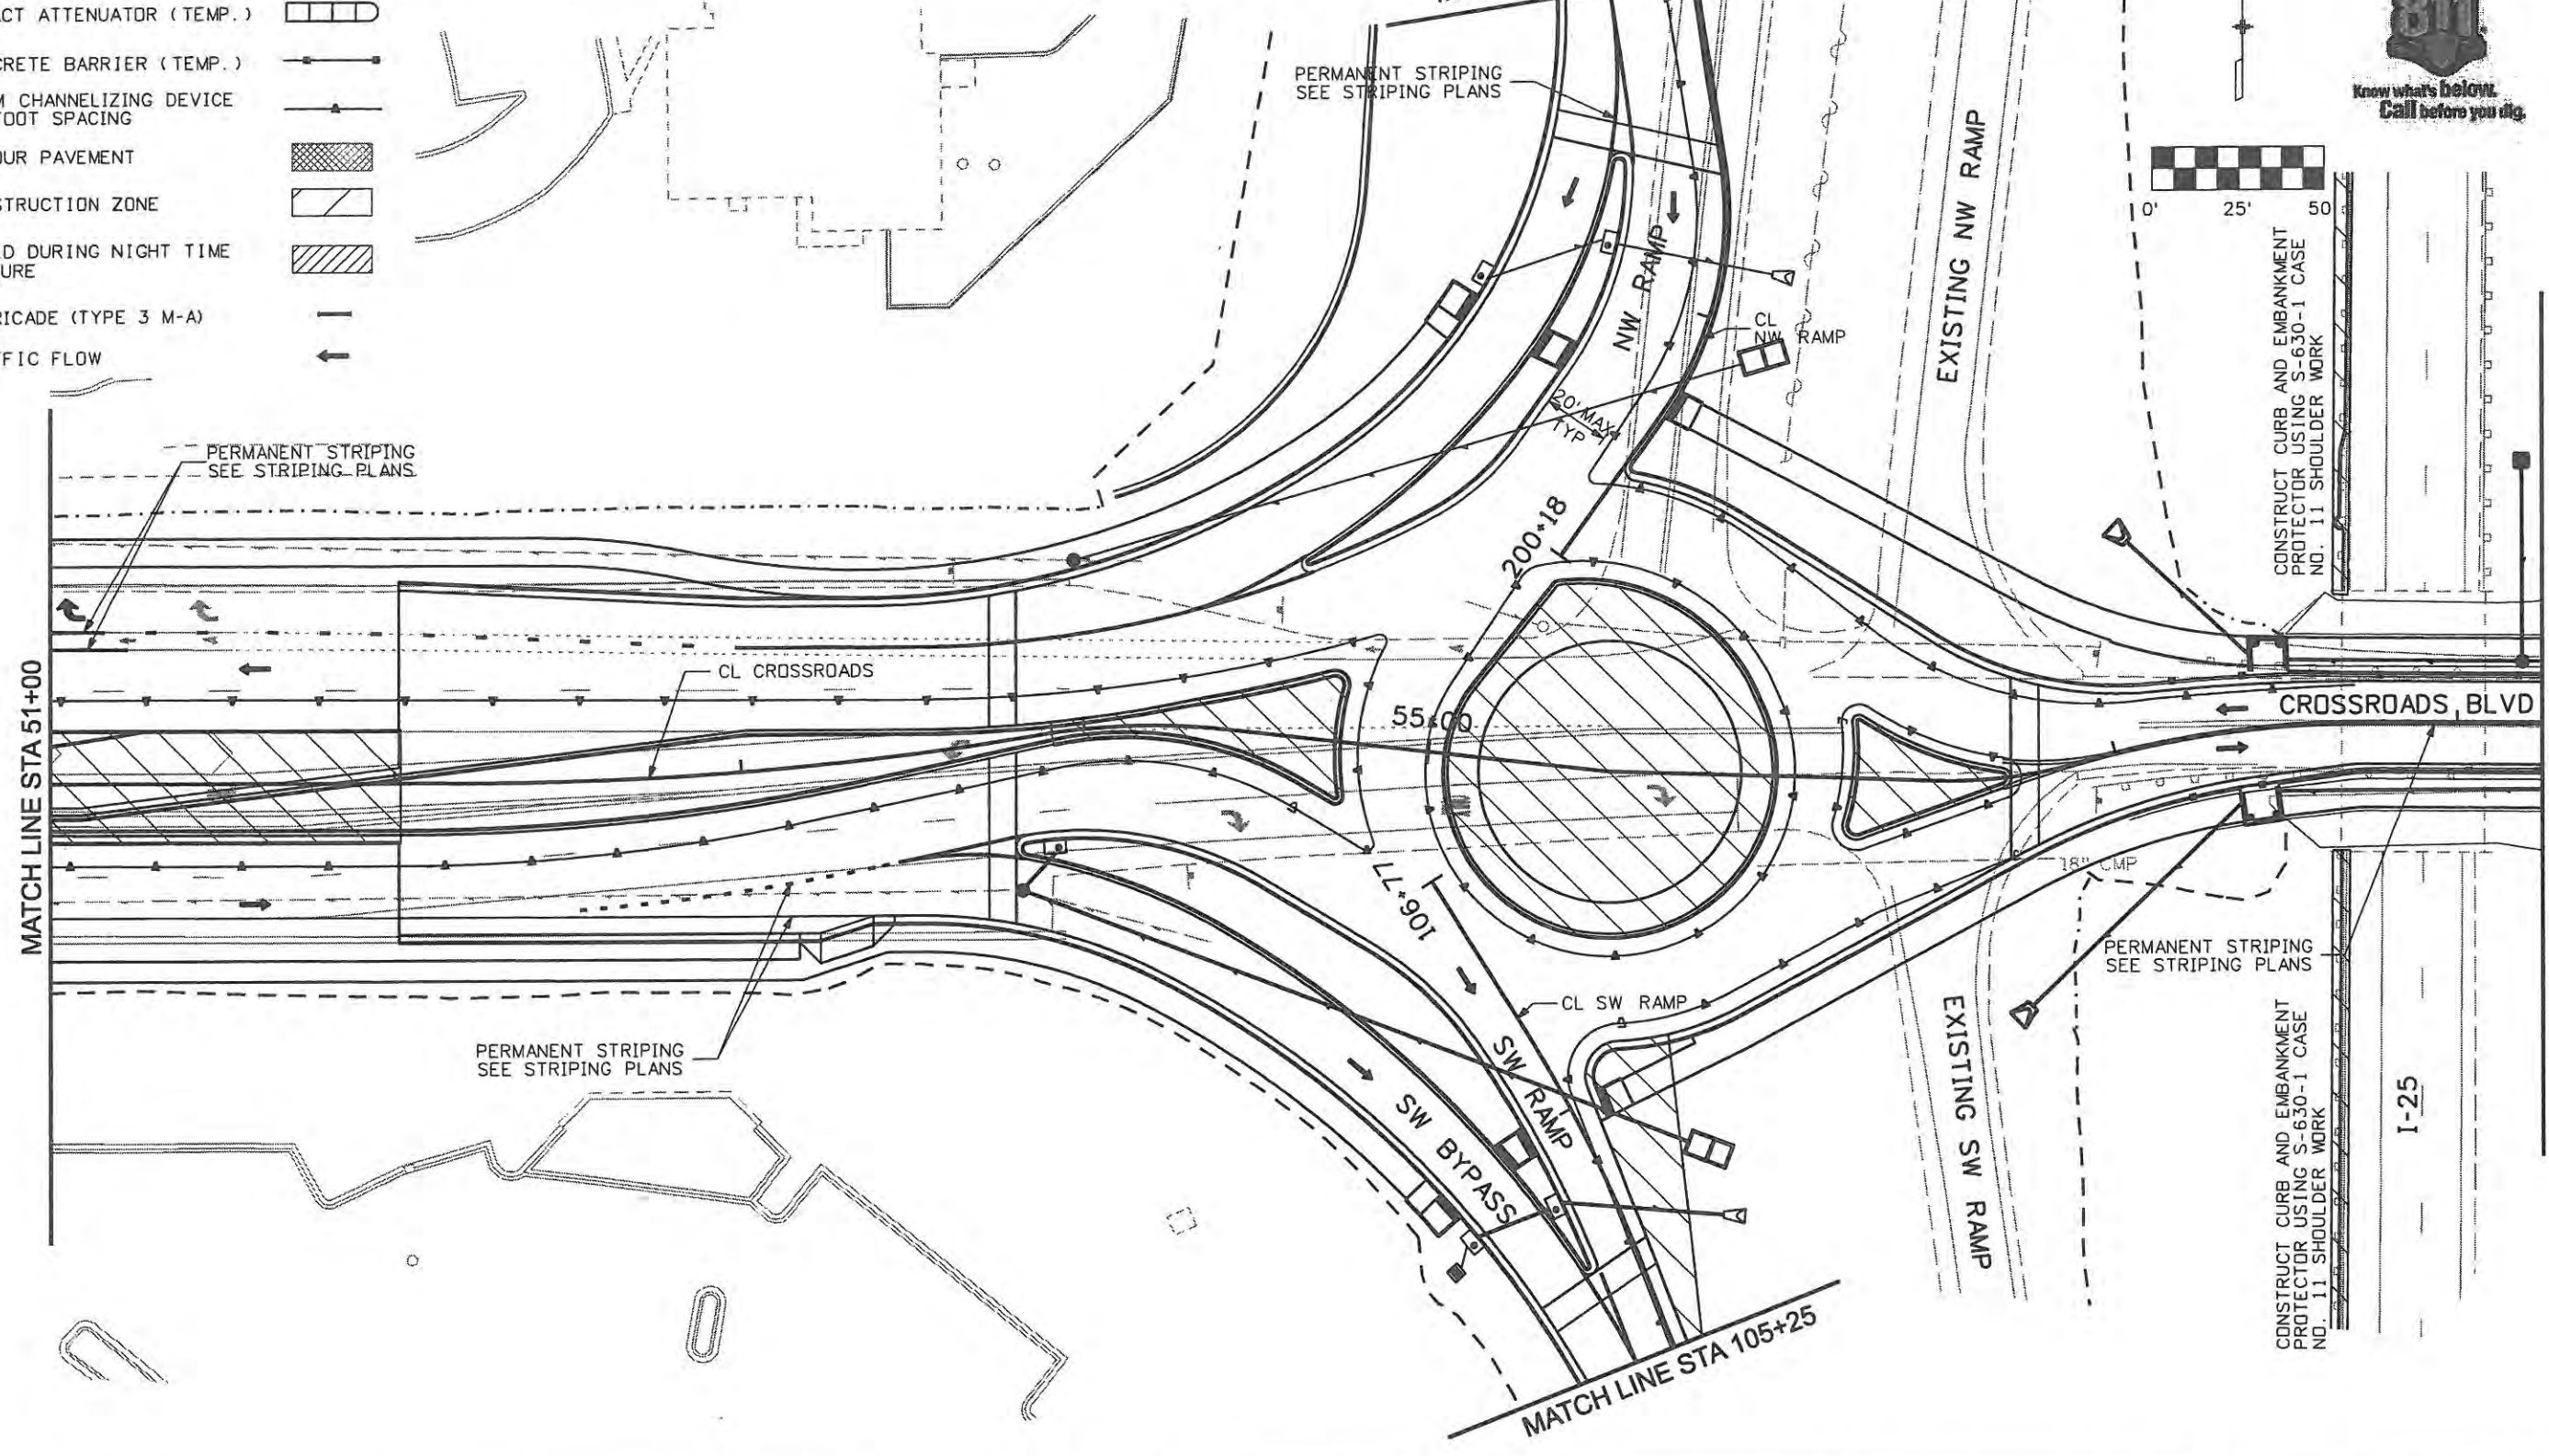 ACT ATTENUATOR (TEMP.)
CRETE BARRIER (TEMP.)
M CHANNELIZING DEVICE
FOOT SPACING
OUR PAVEMENT
STRUCTION ZONE
D DURING NIGHT TIME
URE
RICADE (TYPE 3 M-A)
FFIC FLOW
PERMANENT STRIPING
SEE STRIPING PLANS
811
Know what's below.
Call before you dig.
0' 25' 50
EXISTING NW RAMP
NW RAMP
CL
NW RAMP
20' MAX
TYP
CONSTRUCT CURB AND EMBANKMENT
PROTECTOR USING S-630-1 CASE
NO. 11 SHOULDER WORK
PERMANENT STRIPING
SEE STRIPING PLANS
200+18
MATCH LINE STA 51+00
CL CROSSROADS
55+00
CROSSROADS BLVD
18" CMP
106+77
PERMANENT STRIPING
SEE STRIPING PLANS
CL SW RAMP
PERMANENT STRIPING
SEE STRIPING PLANS
SW RAMP
SW BYPASS
EXISTING SW RAMP
I-25
CONSTRUCT CURB AND EMBANKMENT
PROTECTOR USING S-630-1 CASE
NO. 11 SHOULDER WORK
MATCH LINE STA 105+25